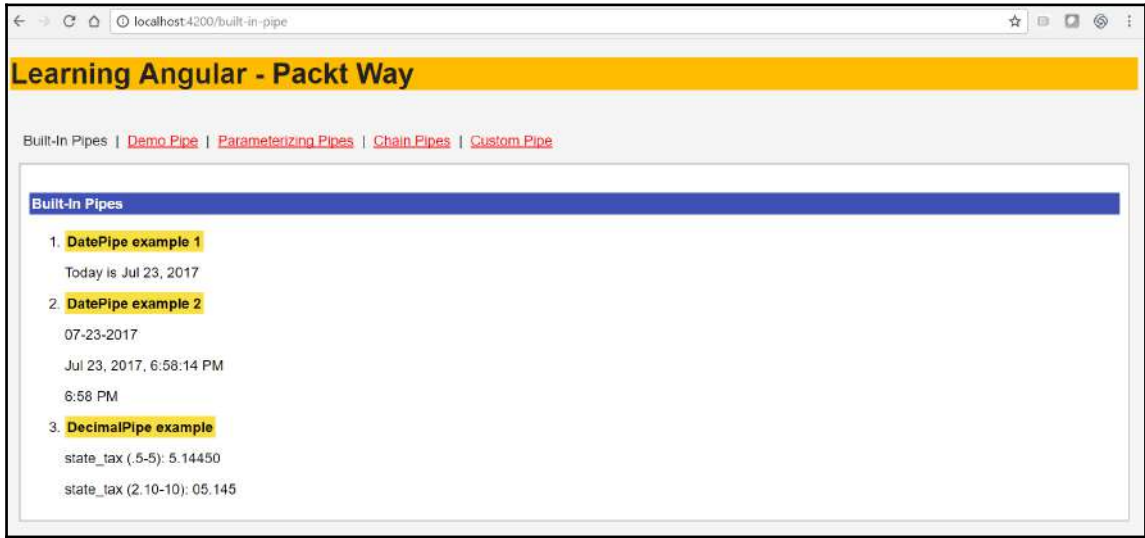 localhost:4200/built-in-pipe
Learning Angular - Packt Way
Built-In Pipes | Demo Pipe | Parameterizing Pipes | Chain Pipes | Custom Pipe
Built-In Pipes
1. DatePipe example 1
Today is Jul 23, 2017
2. DatePipe example 2
07-23-2017
Jul 23, 2017, 6:58:14 PM
6:58 PM
3. DecimalPipe example
state_tax (.5-5): 5.14450
state_tax (2.10-10): 05.145